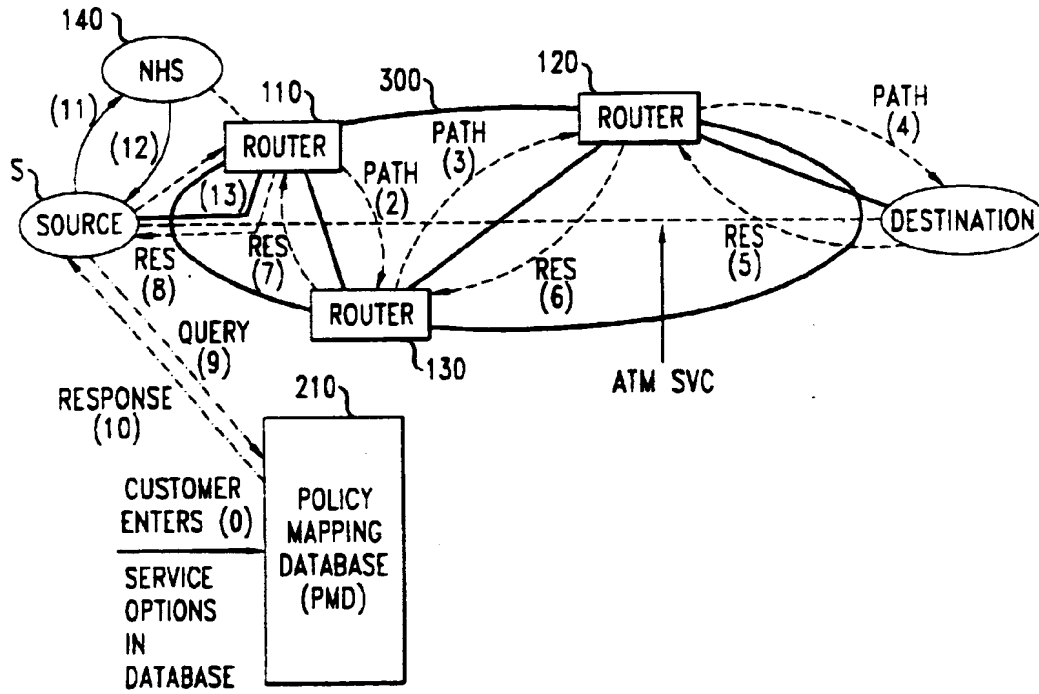 140
NHS
(11)
(12)
110
ROUTER
300
120
ROUTER
PATH
(3)
PATH
(4)
S
SOURCE
(13)
PATH
(2)
DESTINATION
RES
(8)
RES
(7)
RES
(6)
RES
(5)
ROUTER
130
ATM SVC
QUERY
(9)
RESPONSE
(10)
210
CUSTOMER
ENTERS (0)
SERVICE
OPTIONS
IN
DATABASE
POLICY
MAPPING
DATABASE
(PMD)